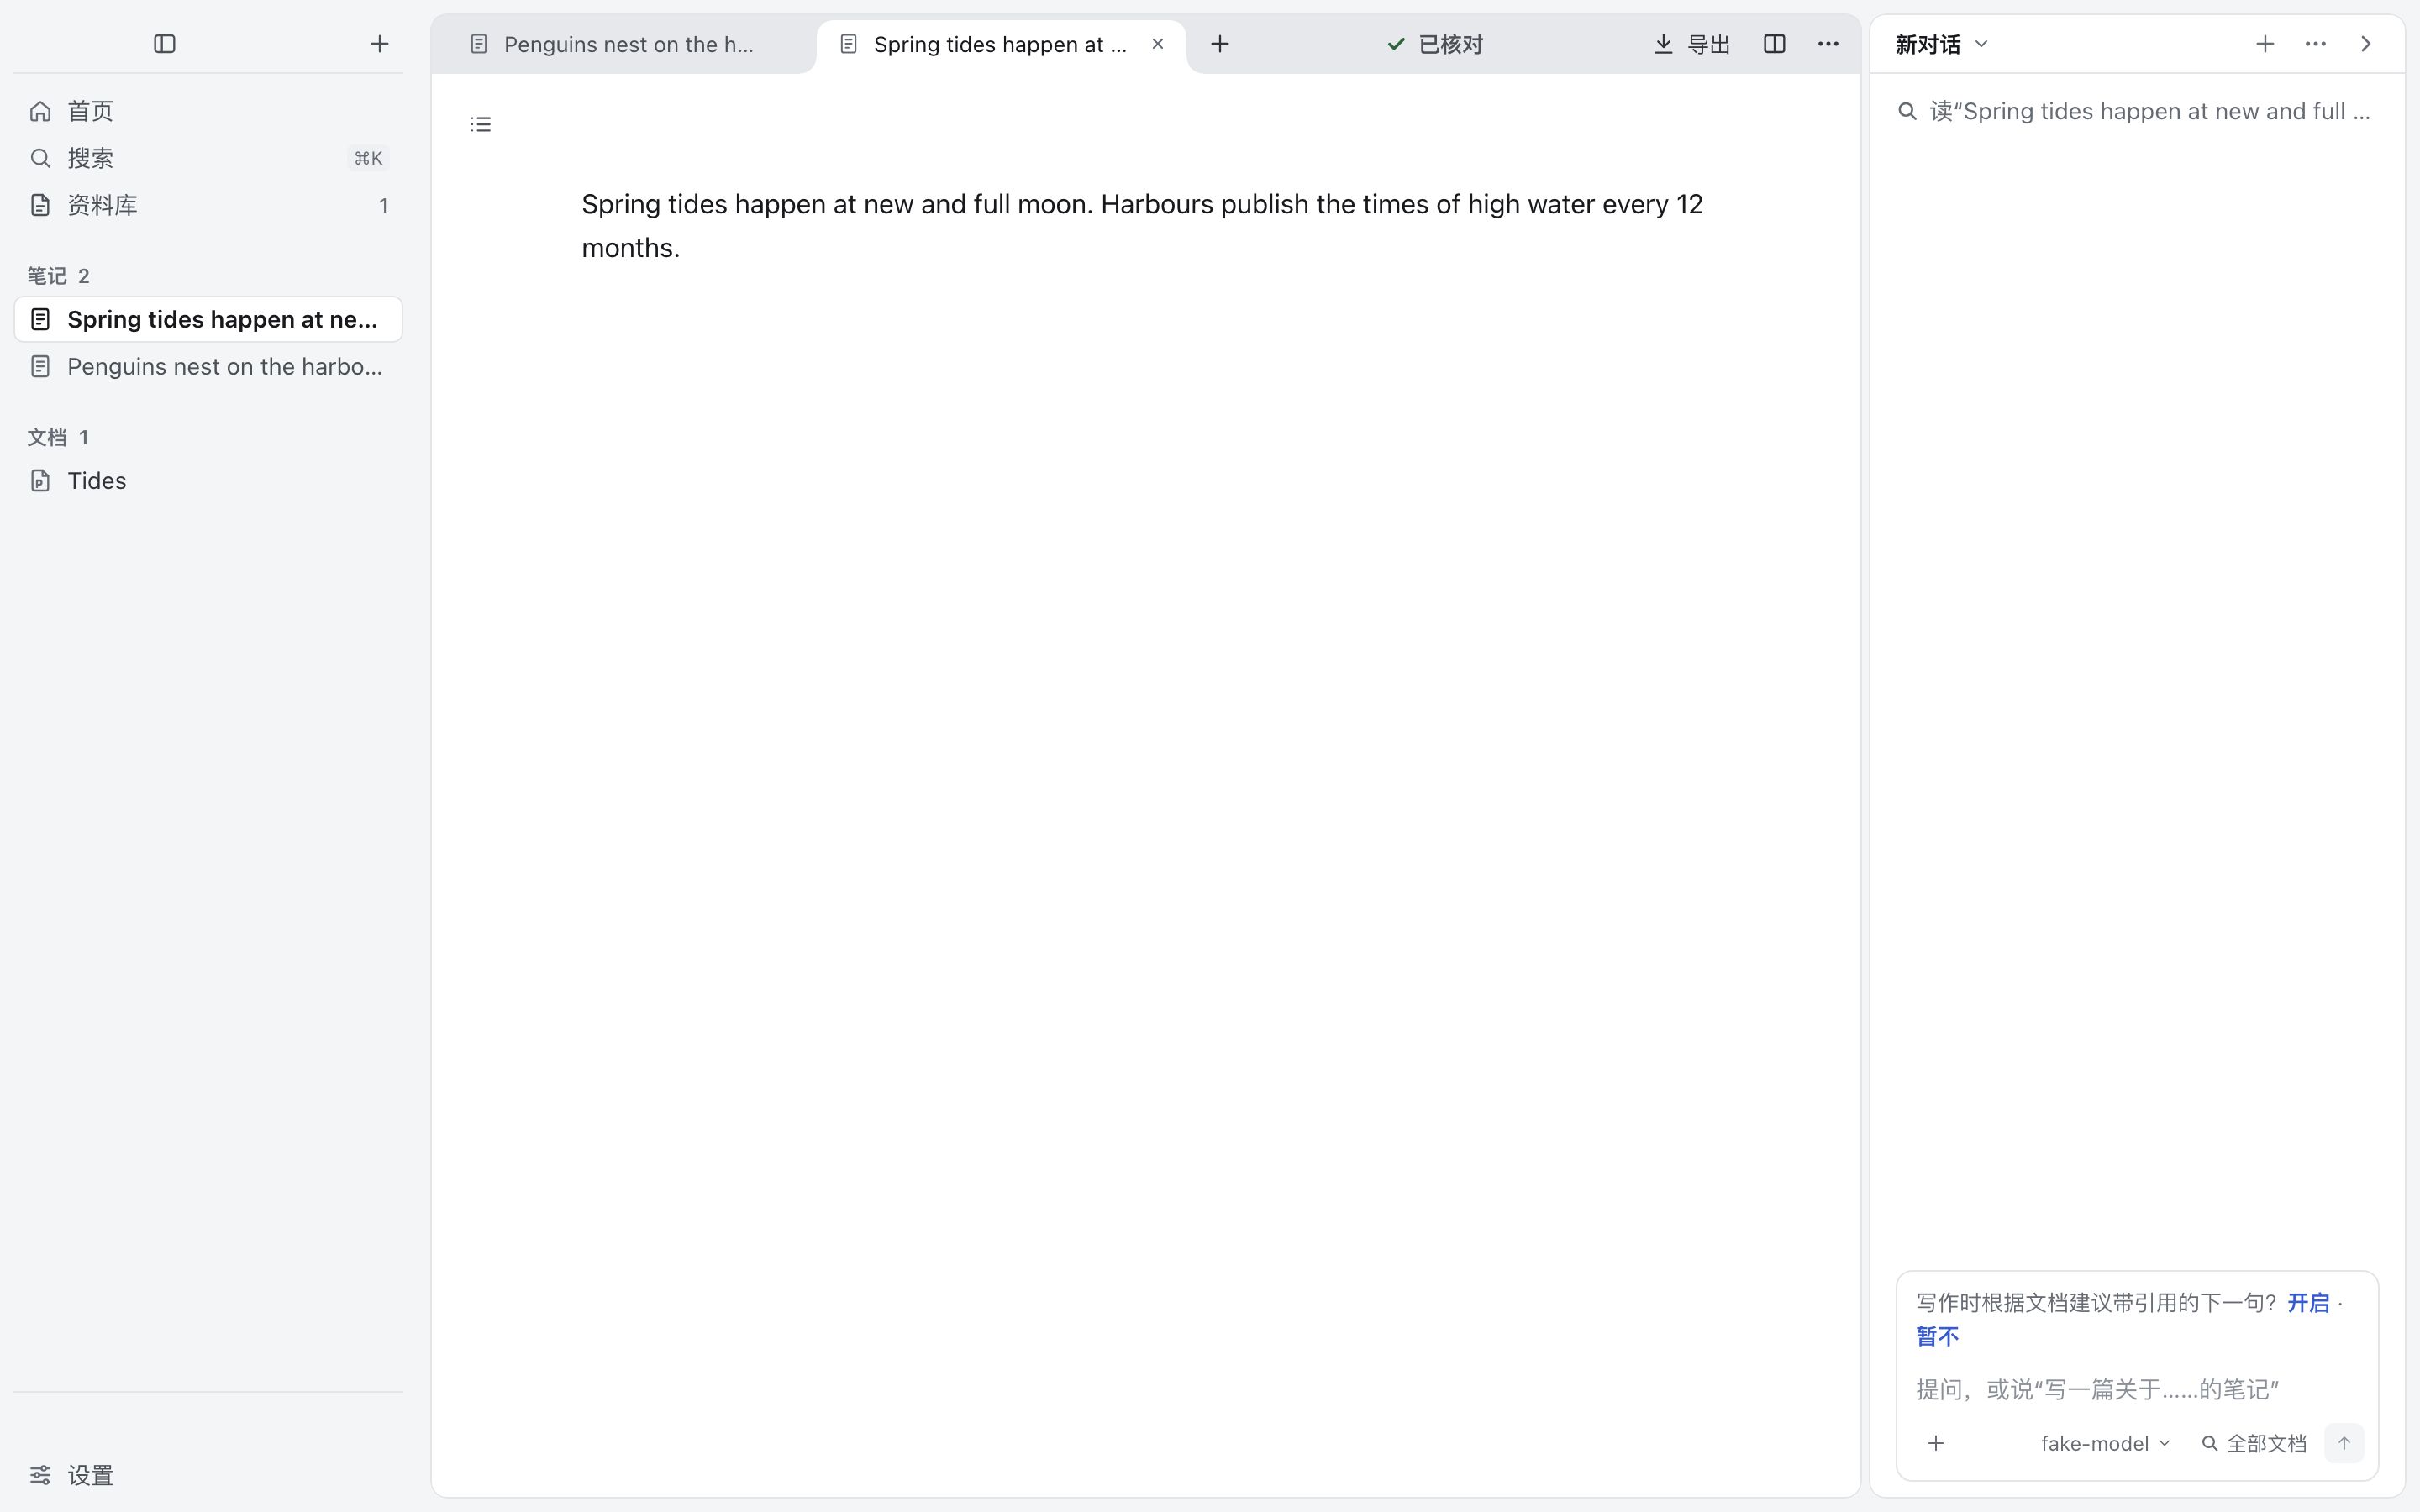 首页
搜索 ⌘K
资料库 1
笔记 2
Spring tides happen at ne...
Penguins nest on the harbo...
文档 1
Tides
设置
Penguins nest on the h...
Spring tides happen at ...
已核对
导出
Spring tides happen at new and full moon. Harbours publish the times of high water every 12
months.
新对话
读“Spring tides happen at new and full ...
写作时根据文档建议带引用的下一句？ 开启 ·
暂不
提问，或说“写一篇关于……的笔记”
fake-model 全部文档